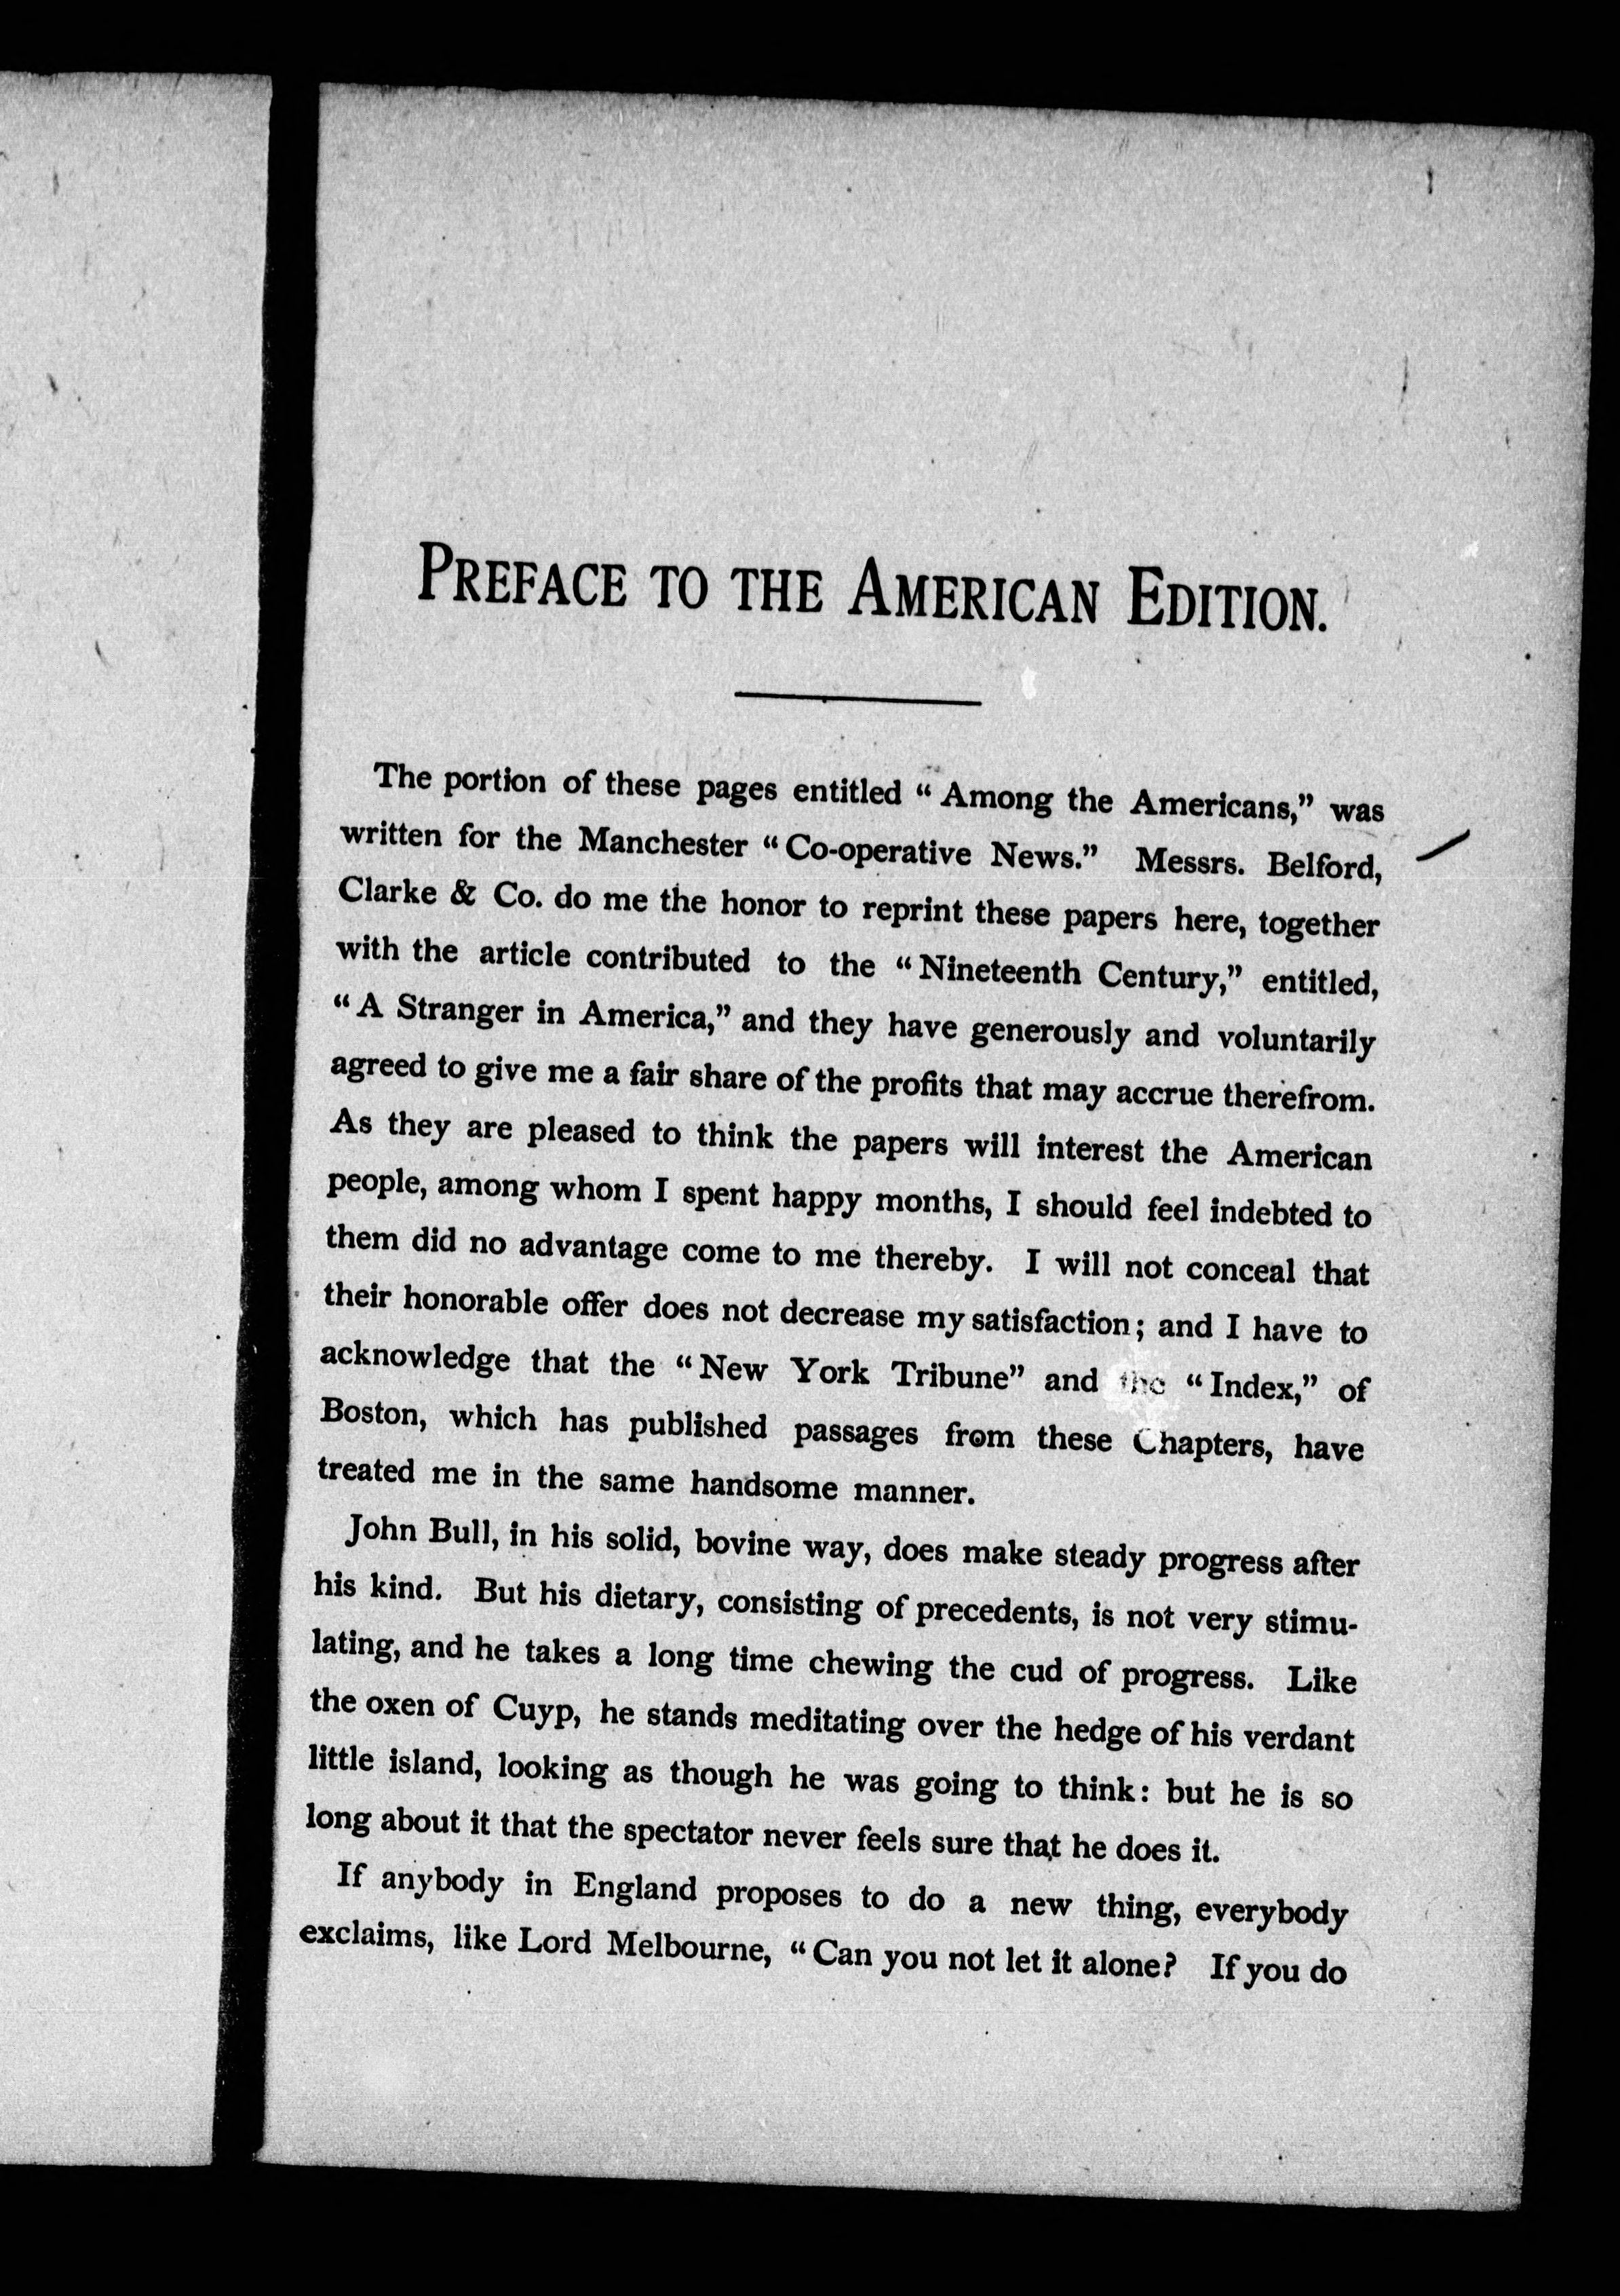 PREFACE TO THE AMERICAN EDITION.
The portion of these pages entitled “Among the Americans,” was
written for the Manchester “Co-operative News.” Messrs. Belford,
Clarke & Co. do me the honor to reprint these papers here, together
with the article contributed to the “Nineteenth Century,” entitled,
“A Stranger in America,” and they have generously and voluntarily
agreed to give me a fair share of the profits that may accrue therefrom.
As they are pleased to think the papers will interest the American
people, among whom I spent happy months, I should feel indebted to
them did no advantage come to me thereby. I will not conceal that
their honorable offer does not decrease my satisfaction; and I have to
acknowledge that the “New York Tribune” and the “Index,” of
Boston, which has published passages from these Chapters, have
treated me in the same handsome manner.
John Bull, in his solid, bovine way, does make steady progress after
his kind. But his dietary, consisting of precedents, is not very stimu-
lating, and he takes a long time chewing the cud of progress. Like
the oxen of Cuyp, he stands meditating over the hedge of his verdant
little island, looking as though he was going to think: but he is so
long about it that the spectator never feels sure that he does it.
If anybody in England proposes to do a new thing, everybody
exclaims, like Lord Melbourne, “Can you not let it alone? If you do